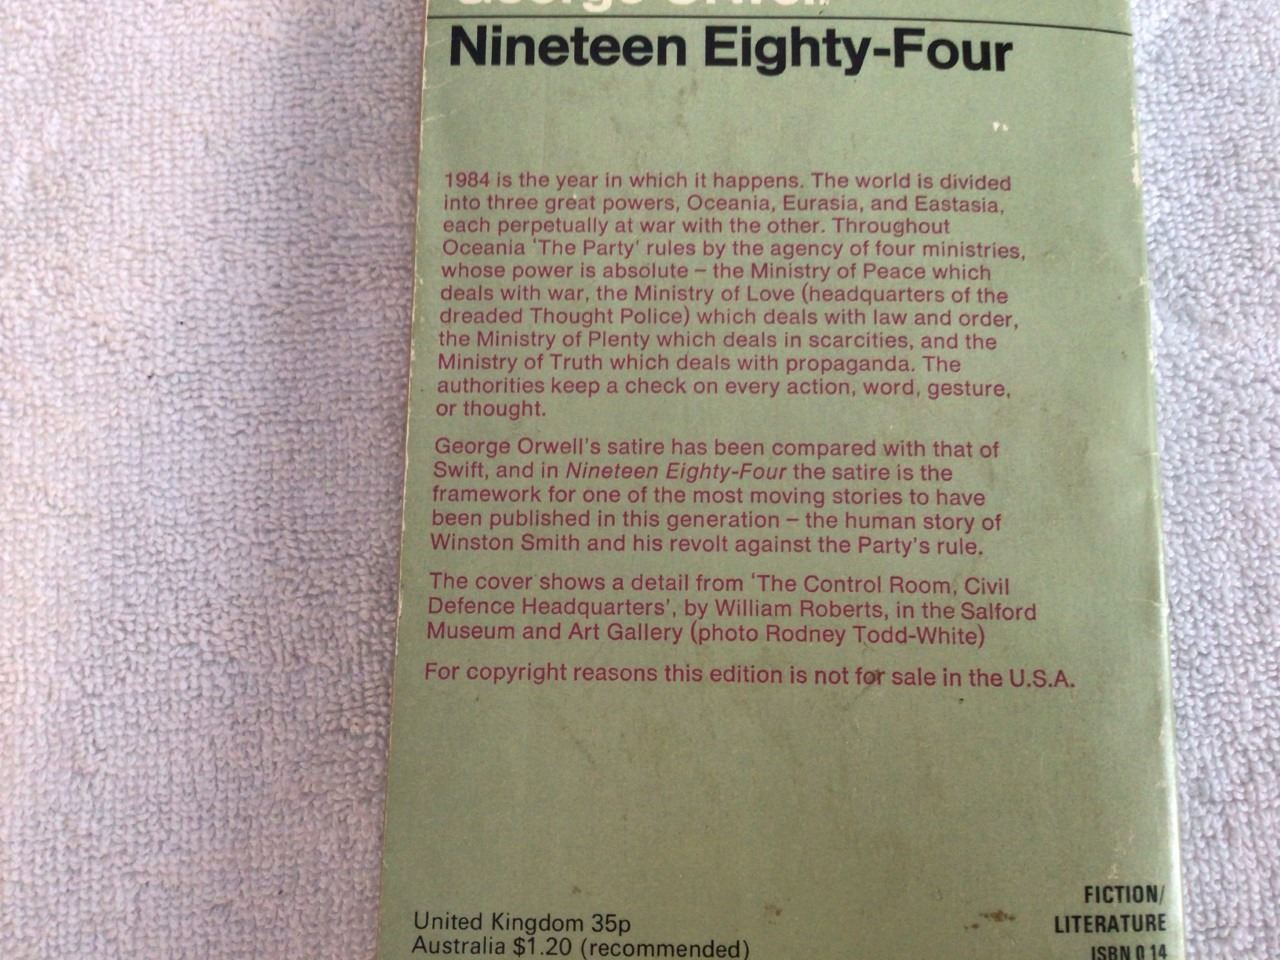 George Orwell
Nineteen Eighty-Four
1984 is the year in which it happens. The world is divided
into three great powers, Oceania, Eurasia, and Eastasia,
each perpetually at war with the other. Throughout
Oceania 'The Party' rules by the agency of four ministries,
whose power is absolute – the Ministry of Peace which
deals with war, the Ministry of Love (headquarters of the
dreaded Thought Police) which deals with law and order,
the Ministry of Plenty which deals in scarcities, and the
Ministry of Truth which deals with propaganda. The
authorities keep a check on every action, word, gesture,
or thought.
George Orwell's satire has been compared with that of
Swift, and in Nineteen Eighty-Four the satire is the
framework for one of the most moving stories to have
been published in this generation – the human story of
Winston Smith and his revolt against the Party's rule.
The cover shows a detail from 'The Control Room, Civil
Defence Headquarters', by William Roberts, in the Salford
Museum and Art Gallery (photo Rodney Todd-White)
For copyright reasons this edition is not for sale in the U.S.A.
United Kingdom 35p
Australia $1.20 (recommended)
FICTION/
LITERATURE
ISBN 0 14